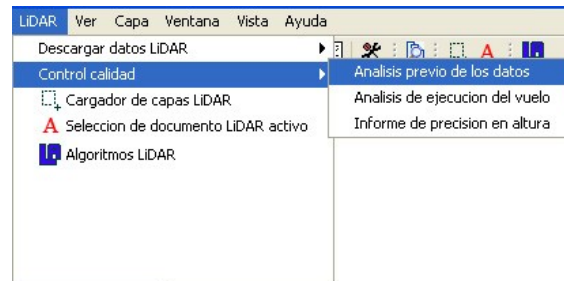 LiDAR Ver Capa Ventana Vista Ayuda
Descargar datos LiDAR
Control calidad
Analisis previo de los datos
Analisis de ejecucion del vuelo
Informe de precision en altura
Cargador de capas LiDAR
A Seleccion de documento LiDAR activo
Algoritmos LiDAR
A